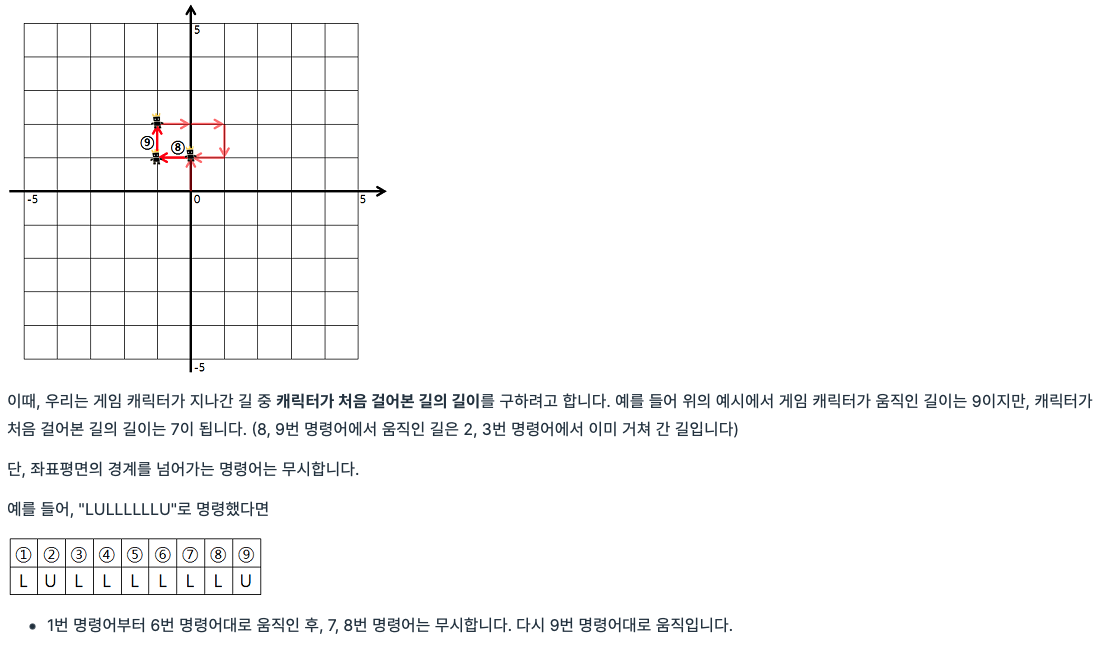 5
⑨
⑧
-5
0
5
-5
이때, 우리는 게임 캐릭터가 지나간 길 중 캐릭터가 처음 걸어본 길의 길이를 구하려고 합니다. 예를 들어 위의 예시에서 게임 캐릭터가 움직인 길이는 9이지만, 캐릭터가
처음 걸어본 길의 길이는 7이 됩니다. (8, 9번 명령어에서 움직인 길은 2, 3번 명령어에서 이미 거쳐 간 길입니다)
단, 좌표평면의 경계를 넘어가는 명령어는 무시합니다.
예를 들어, "LULLLLLLU"로 명령했다면
① ② ③ ④ ⑤ ⑥ ⑦ ⑧ ⑨
L U L L L L L L U
• 1번 명령어부터 6번 명령어대로 움직인 후, 7, 8번 명령어는 무시합니다. 다시 9번 명령어대로 움직입니다.